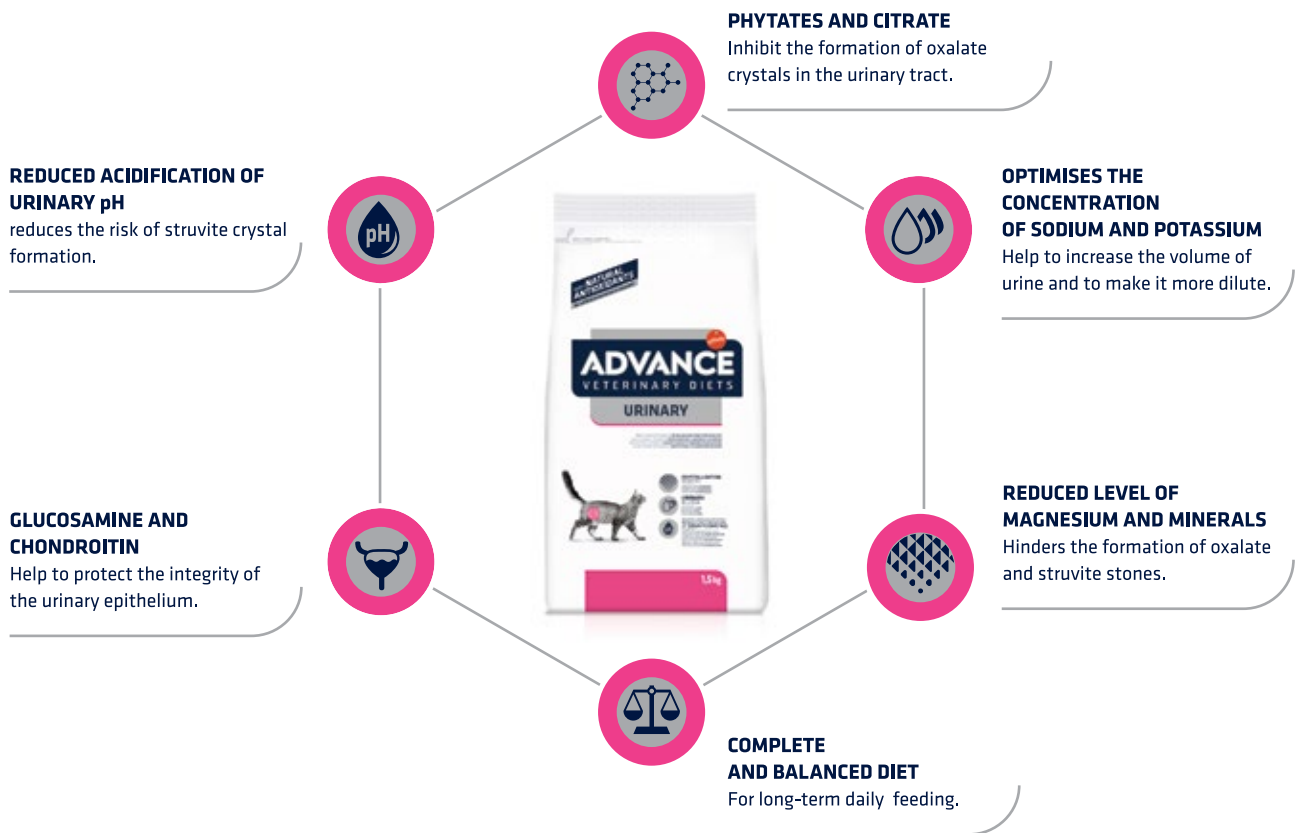 PHYTATES AND CITRATE
Inhibit the formation of oxalate
crystals in the urinary tract.
REDUCED ACIDIFICATION OF
URINARY pH
reduces the risk of struvite crystal
formation.
pH
OPTIMISES THE
CONCENTRATION
OF SODIUM AND POTASSIUM
Help to increase the volume of
urine and to make it more dilute.
NATURAL
ANTIOXIDANTS
ADVANCE
VETERINARY DIETS
URINARY
1,5kg
GLUCOSAMINE AND
CHONDROITIN
Help to protect the integrity of
the urinary epithelium.
REDUCED LEVEL OF
MAGNESIUM AND MINERALS
Hinders the formation of oxalate
and struvite stones.
COMPLETE
AND BALANCED DIET
For long-term daily feeding.